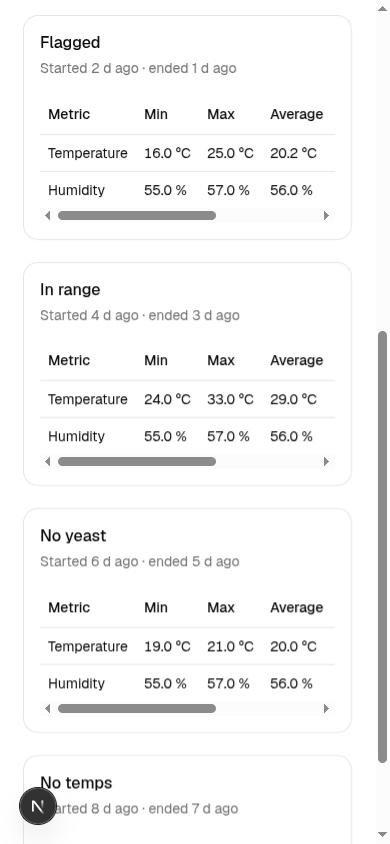 Flagged
Started 2 d ago · ended 1 d ago
Metric Min Max Average
Temperature 16.0 °C 25.0 °C 20.2 °C
Humidity 55.0 % 57.0 % 56.0 %
In range
Started 4 d ago · ended 3 d ago
Metric Min Max Average
Temperature 24.0 °C 33.0 °C 29.0 °C
Humidity 55.0 % 57.0 % 56.0 %
No yeast
Started 6 d ago · ended 5 d ago
Metric Min Max Average
Temperature 19.0 °C 21.0 °C 20.0 °C
Humidity 55.0 % 57.0 % 56.0 %
No temps
N arted 8 d ago · ended 7 d ago